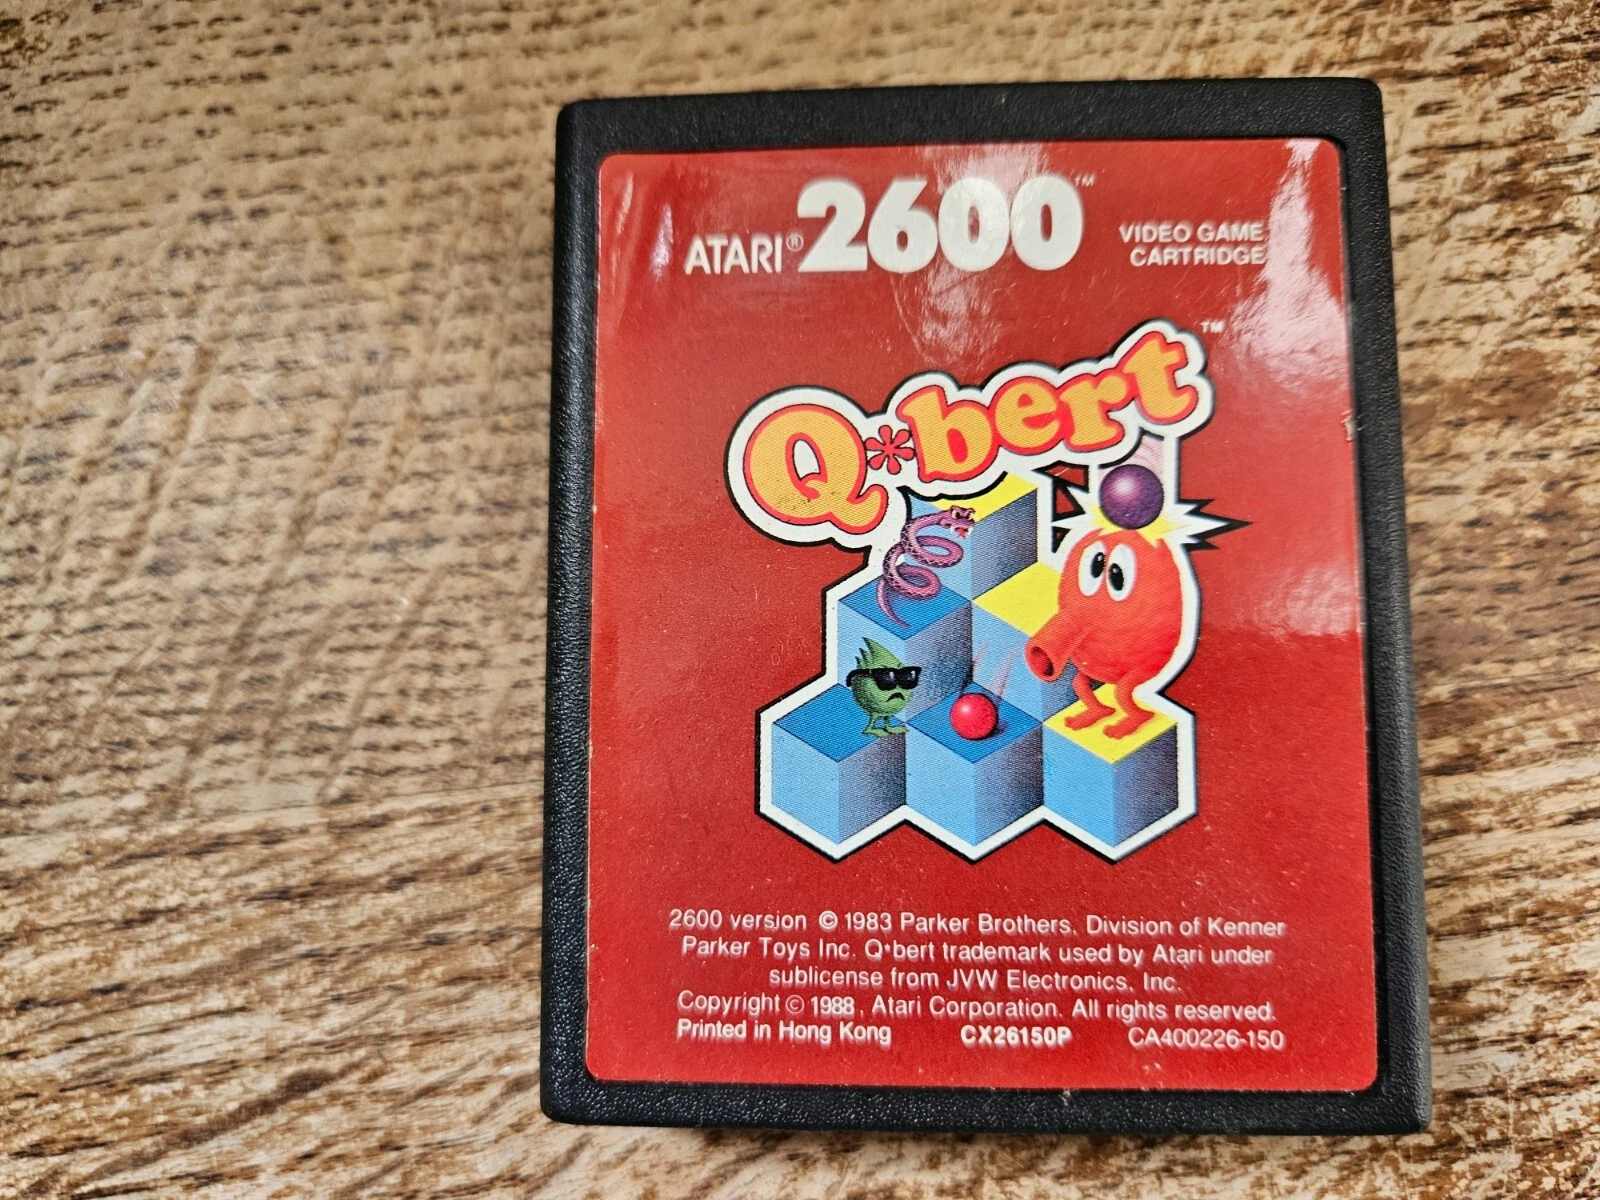 ATARI® 2600™ VIDEO GAME
CARTRIDGE
Q*bert™
2600 version © 1983 Parker Brothers, Division of Kenner
Parker Toys Inc. Q*bert trademark used by Atari under
sublicense from JVW Electronics, Inc.
Copyright © 1988, Atari Corporation. All rights reserved.
Printed in Hong Kong CX26150P CA400226-150